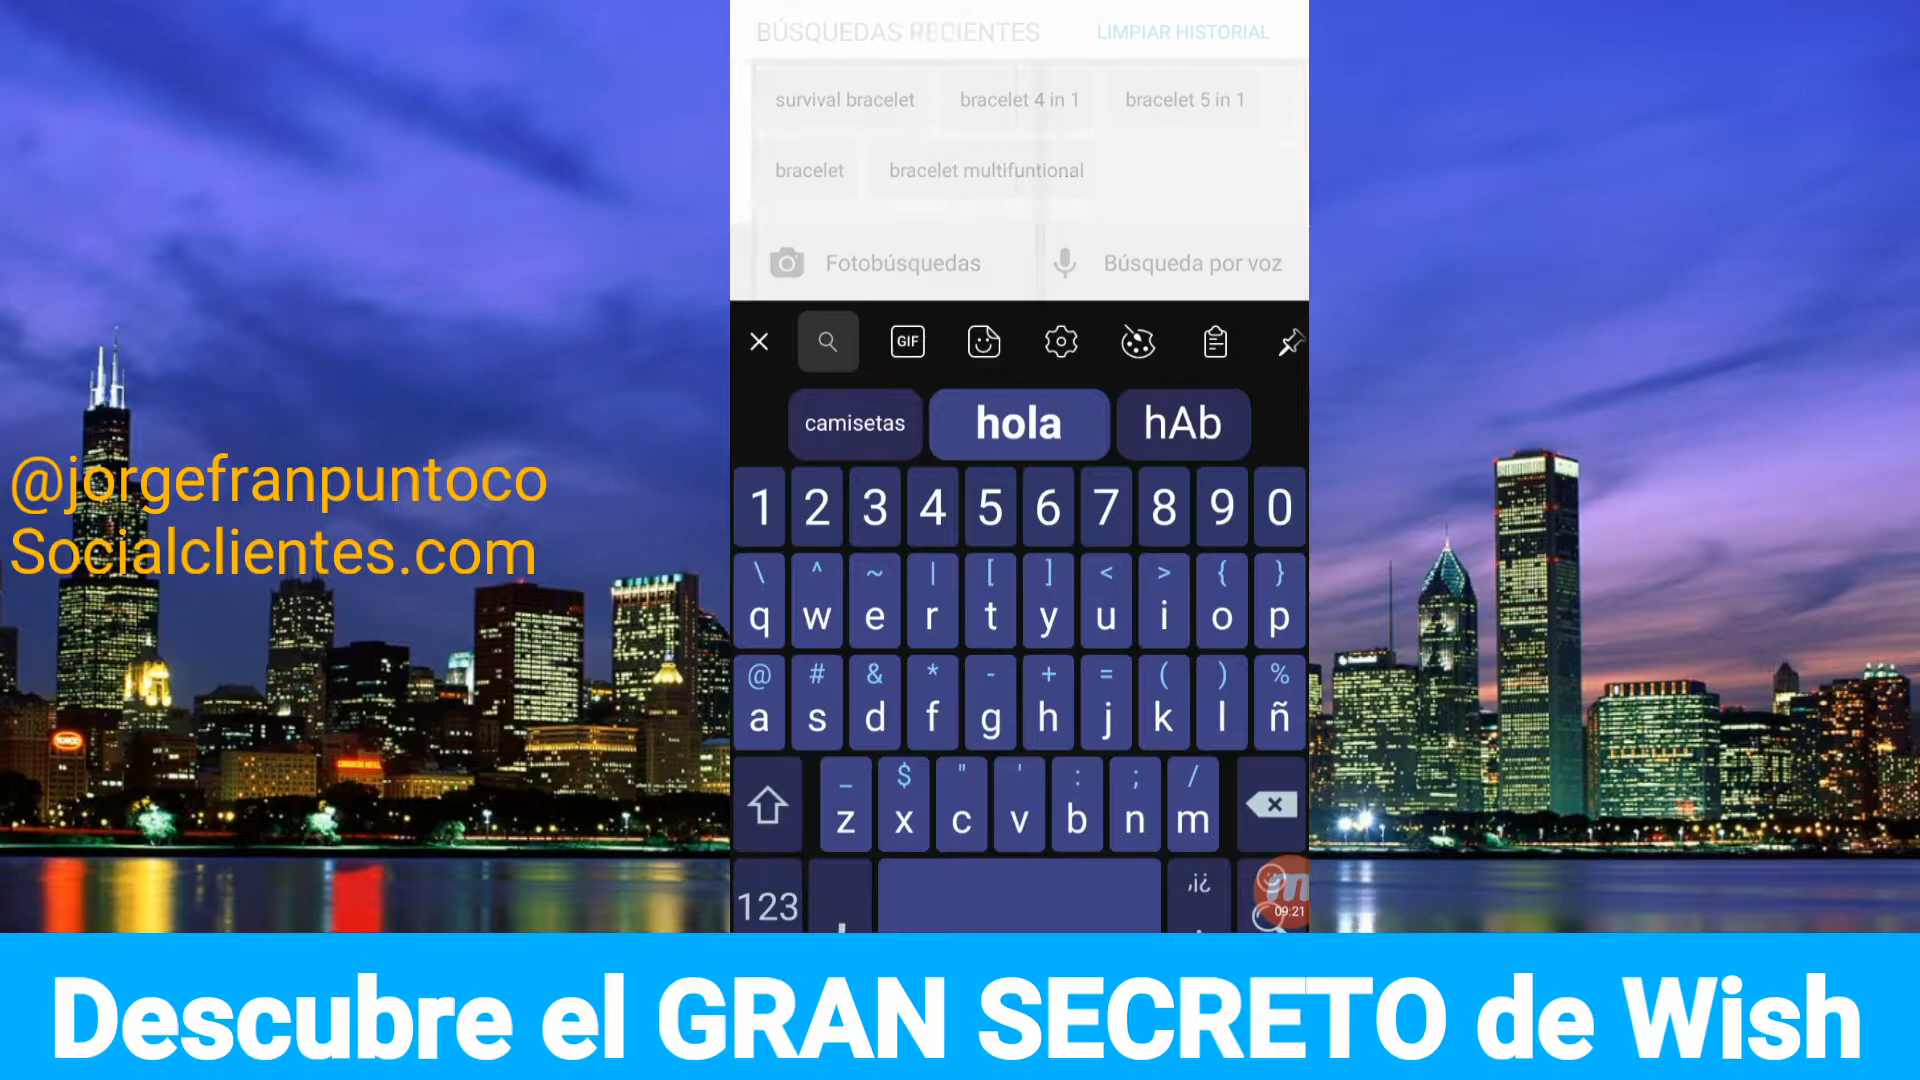 BÚSQUEDAS RECIENTES
LIMPIAR HISTORIAL
survival bracelet
bracelet 4 in 1
bracelet 5 in 1
bracelet
bracelet multifuntional
Fotobúsquedas
Búsqueda por voz
GIF
camisetas
hola
hAb
1 2 3 4 5 6 7 8 9 0
\ ^ ~ | [ ] < > { }
q w e r t y u i o p
@ # & * - + = ( ) %
a s d f g h j k l ñ
_ $ " ' : ; /
z x c v b n m
123
,¡¿
09:21
@jorgefranpuntoco
Socialclientes.com
Descubre el GRAN SECRETO de Wish